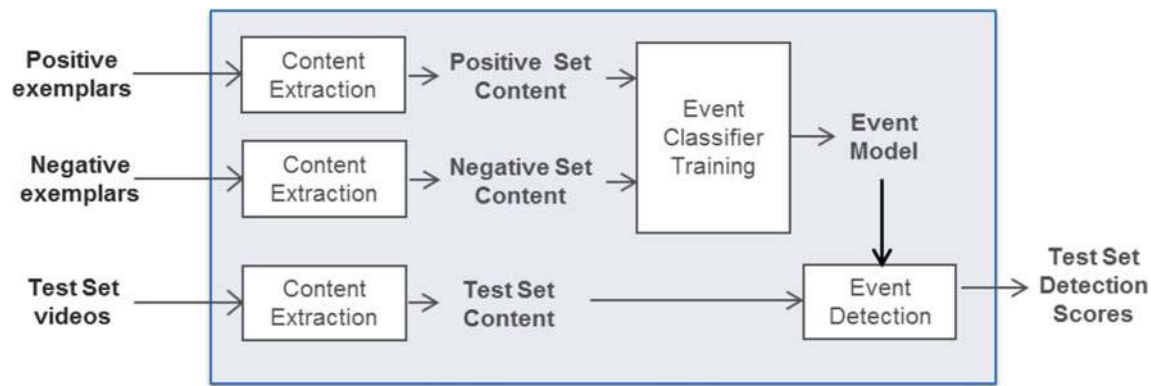 Positive
exemplars
Content
Extraction
Positive Set
Content
Event
Classifier
Training
Event
Model
Negative
exemplars
Content
Extraction
Negative Set
Content
Test Set
videos
Content
Extraction
Test Set
Content
Event
Detection
Test Set
Detection
Scores